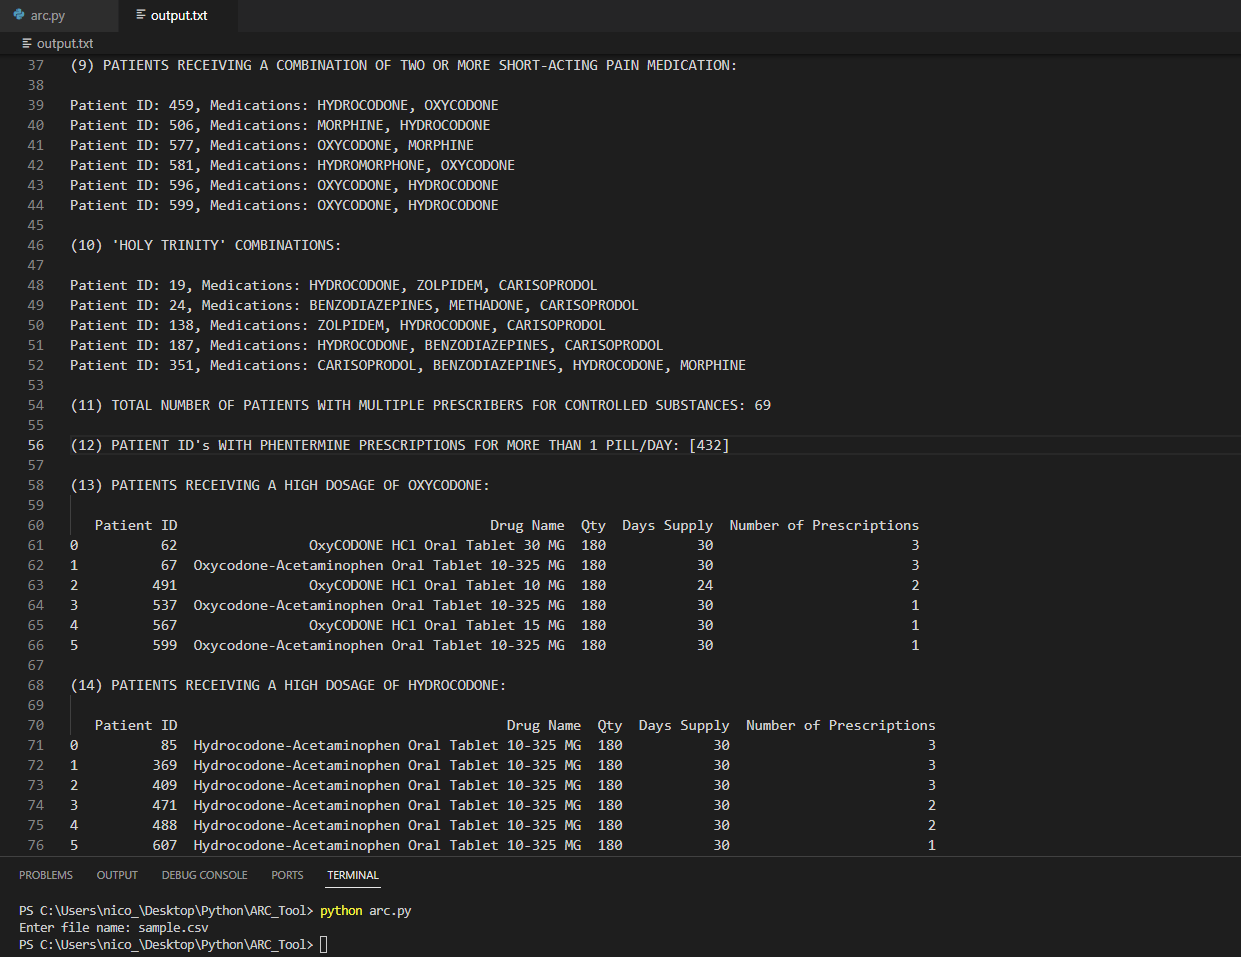 arc.py output.txt
output.txt
37 (9) PATIENTS RECEIVING A COMBINATION OF TWO OR MORE SHORT-ACTING PAIN MEDICATION:
38
39 Patient ID: 459, Medications: HYDROCODONE, OXYCODONE
40 Patient ID: 506, Medications: MORPHINE, HYDROCODONE
41 Patient ID: 577, Medications: OXYCODONE, MORPHINE
42 Patient ID: 581, Medications: HYDROMORPHONE, OXYCODONE
43 Patient ID: 596, Medications: OXYCODONE, HYDROCODONE
44 Patient ID: 599, Medications: OXYCODONE, HYDROCODONE
45
46 (10) 'HOLY TRINITY' COMBINATIONS:
47
48 Patient ID: 19, Medications: HYDROCODONE, ZOLPIDEM, CARISOPRODOL
49 Patient ID: 24, Medications: BENZODIAZEPINES, METHADONE, CARISOPRODOL
50 Patient ID: 138, Medications: ZOLPIDEM, HYDROCODONE, CARISOPRODOL
51 Patient ID: 187, Medications: HYDROCODONE, BENZODIAZEPINES, CARISOPRODOL
52 Patient ID: 351, Medications: CARISOPRODOL, BENZODIAZEPINES, HYDROCODONE, MORPHINE
53
54 (11) TOTAL NUMBER OF PATIENTS WITH MULTIPLE PRESCRIBERS FOR CONTROLLED SUBSTANCES: 69
55
56 (12) PATIENT ID's WITH PHENTERMINE PRESCRIPTIONS FOR MORE THAN 1 PILL/DAY: [432]
57
58 (13) PATIENTS RECEIVING A HIGH DOSAGE OF OXYCODONE:
59
60 Patient ID Drug Name Qty Days Supply Number of Prescriptions
61 0 62 OxyCODONE HCl Oral Tablet 30 MG 180 30 3
62 1 67 Oxycodone-Acetaminophen Oral Tablet 10-325 MG 180 30 3
63 2 491 OxyCODONE HCl Oral Tablet 10 MG 180 24 2
64 3 537 Oxycodone-Acetaminophen Oral Tablet 10-325 MG 180 30 1
65 4 567 OxyCODONE HCl Oral Tablet 15 MG 180 30 1
66 5 599 Oxycodone-Acetaminophen Oral Tablet 10-325 MG 180 30 1
67
68 (14) PATIENTS RECEIVING A HIGH DOSAGE OF HYDROCODONE:
69
70 Patient ID Drug Name Qty Days Supply Number of Prescriptions
71 0 85 Hydrocodone-Acetaminophen Oral Tablet 10-325 MG 180 30 3
72 1 369 Hydrocodone-Acetaminophen Oral Tablet 10-325 MG 180 30 3
73 2 409 Hydrocodone-Acetaminophen Oral Tablet 10-325 MG 180 30 3
74 3 471 Hydrocodone-Acetaminophen Oral Tablet 10-325 MG 180 30 2
75 4 488 Hydrocodone-Acetaminophen Oral Tablet 10-325 MG 180 30 2
76 5 607 Hydrocodone-Acetaminophen Oral Tablet 10-325 MG 180 30 1
PROBLEMS OUTPUT DEBUG CONSOLE PORTS TERMINAL
PS C:\Users\nico_\Desktop\Python\ARC_Tool> python arc.py
Enter file name: sample.csv
PS C:\Users\nico_\Desktop\Python\ARC_Tool>